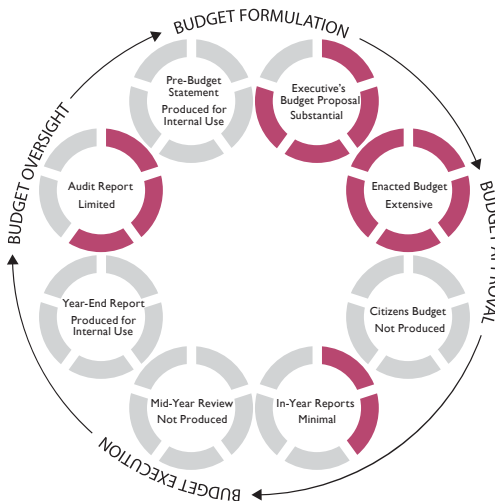 BUDGET FORMULATION
Pre-Budget
Statement
Produced for
Internal Use
Executive's
Budget Proposal
Substantial
BUDGET OVERSIGHT
Audit Report
Limited
Enacted Budget
Extensive
BUDGET APPROVAL
Year-End Report
Produced for
Internal Use
Citizens Budget
Not Produced
Mid-Year Review
Not Produced
In-Year Reports
Minimal
BUDGET EXECUTION